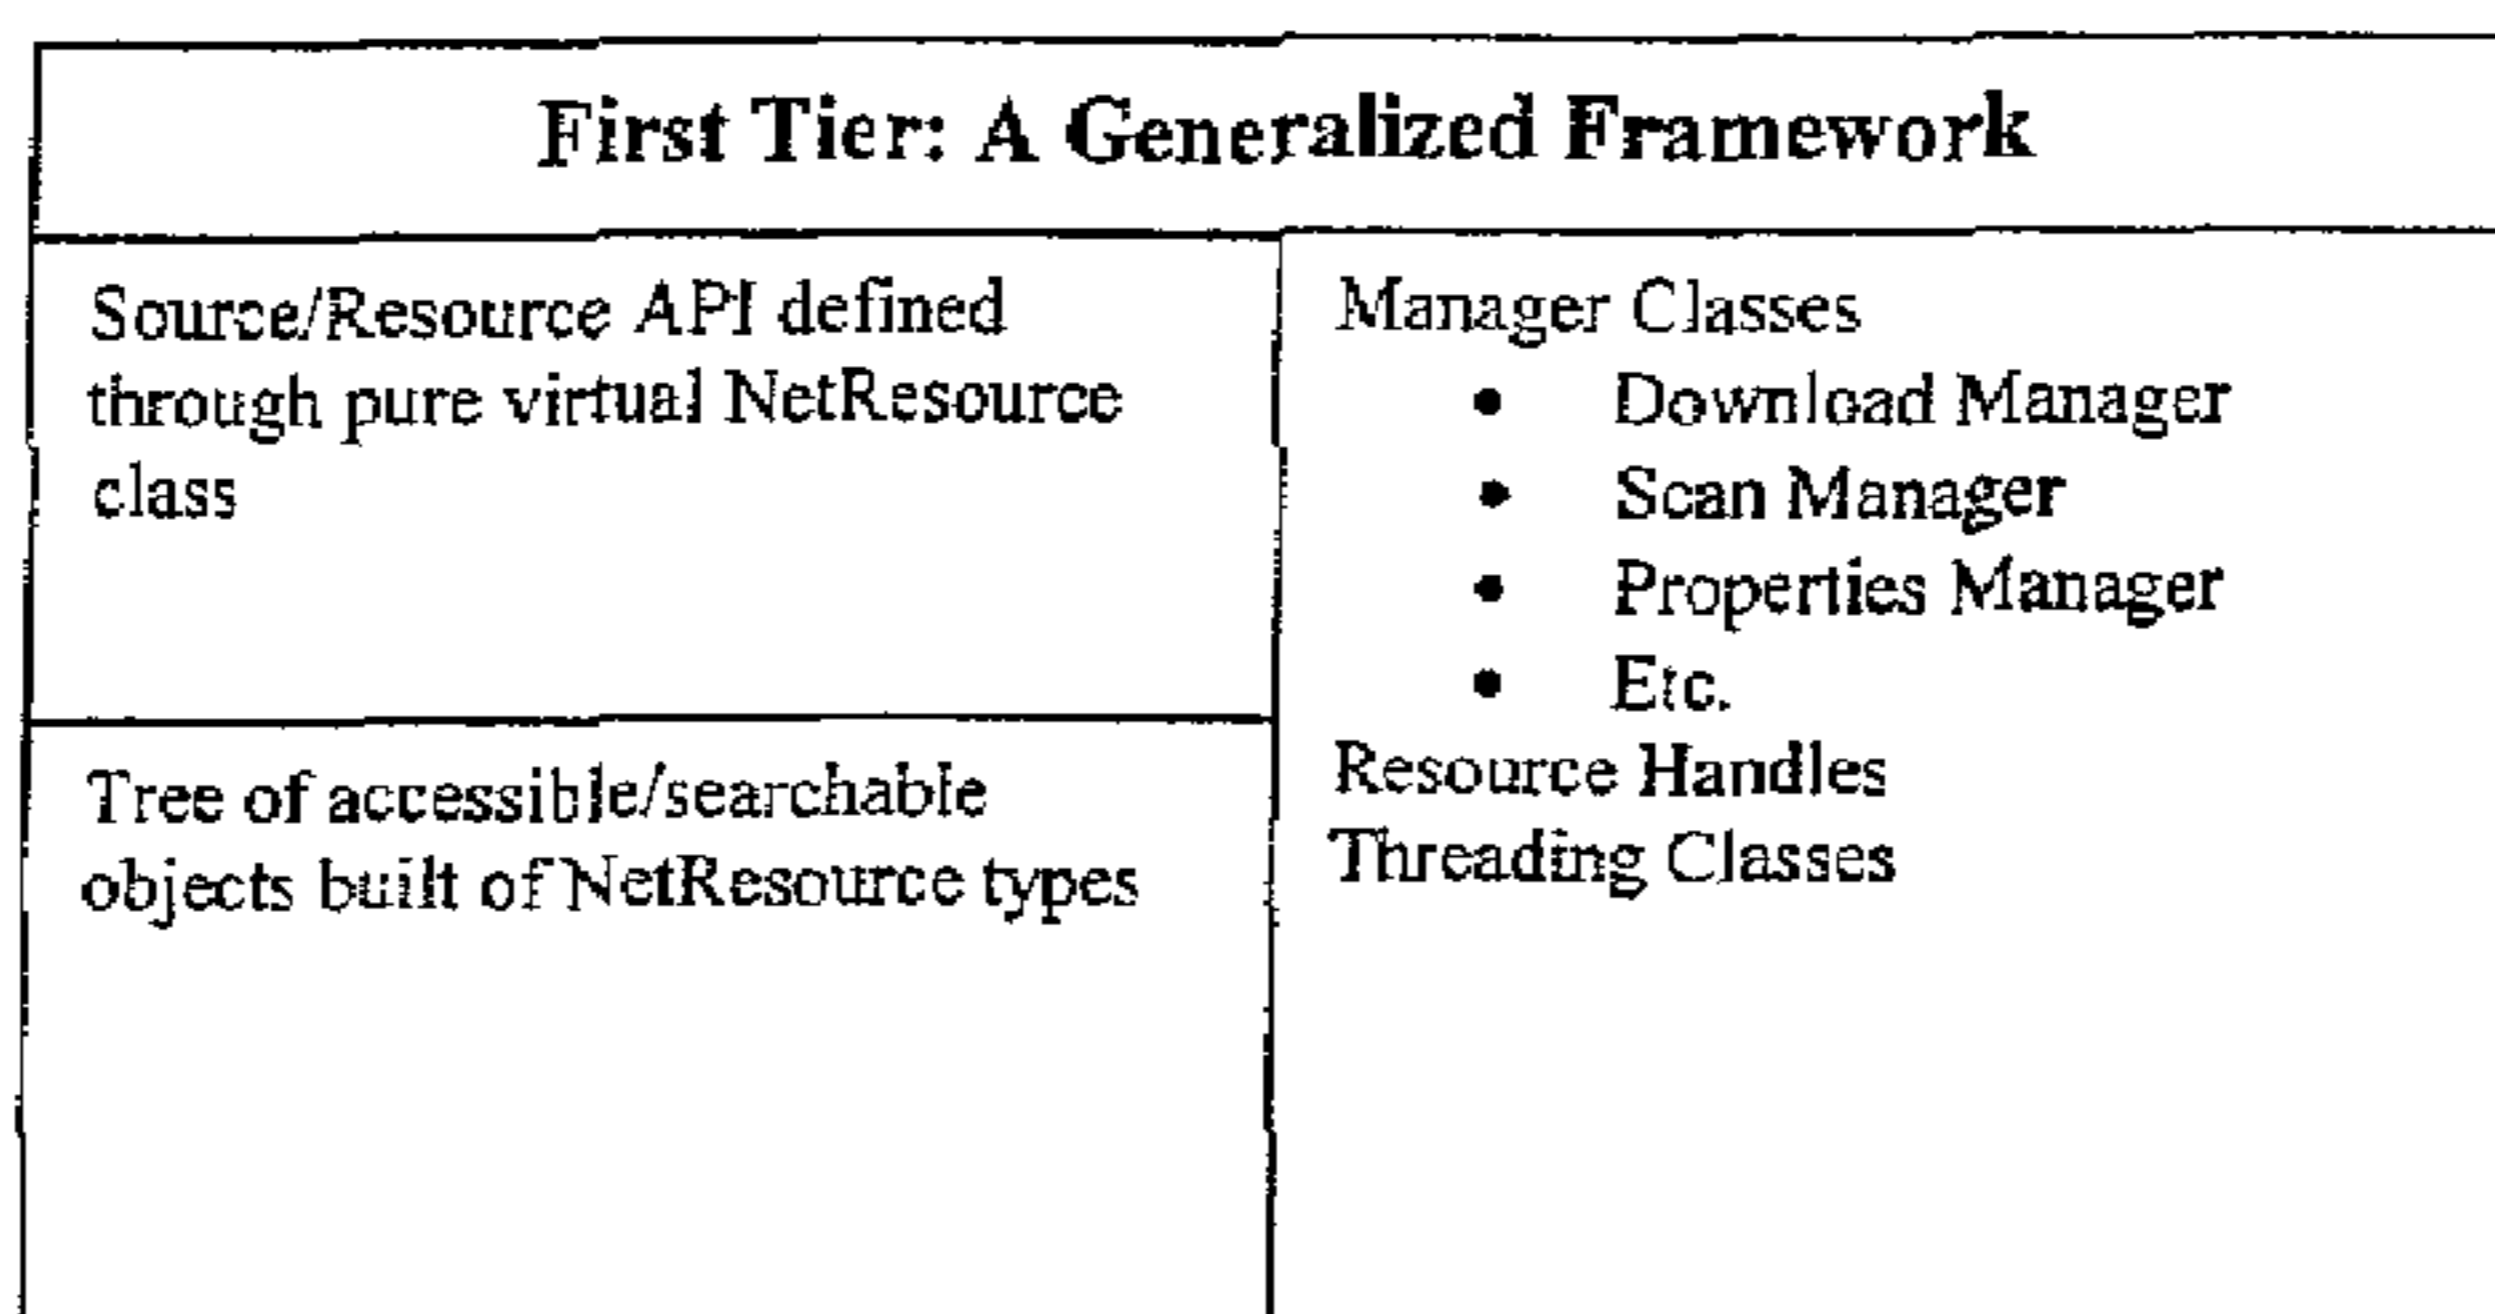 First Tier: A Generalized Framework
Source/Resource API defined
through pure virtual NetResource
class
Tree of accessible/searchable
objects built of NetResource types
Manager Classes
• Download Manager
• Scan Manager
• Properties Manager
• Etc.
Resource Handles
Threading Classes